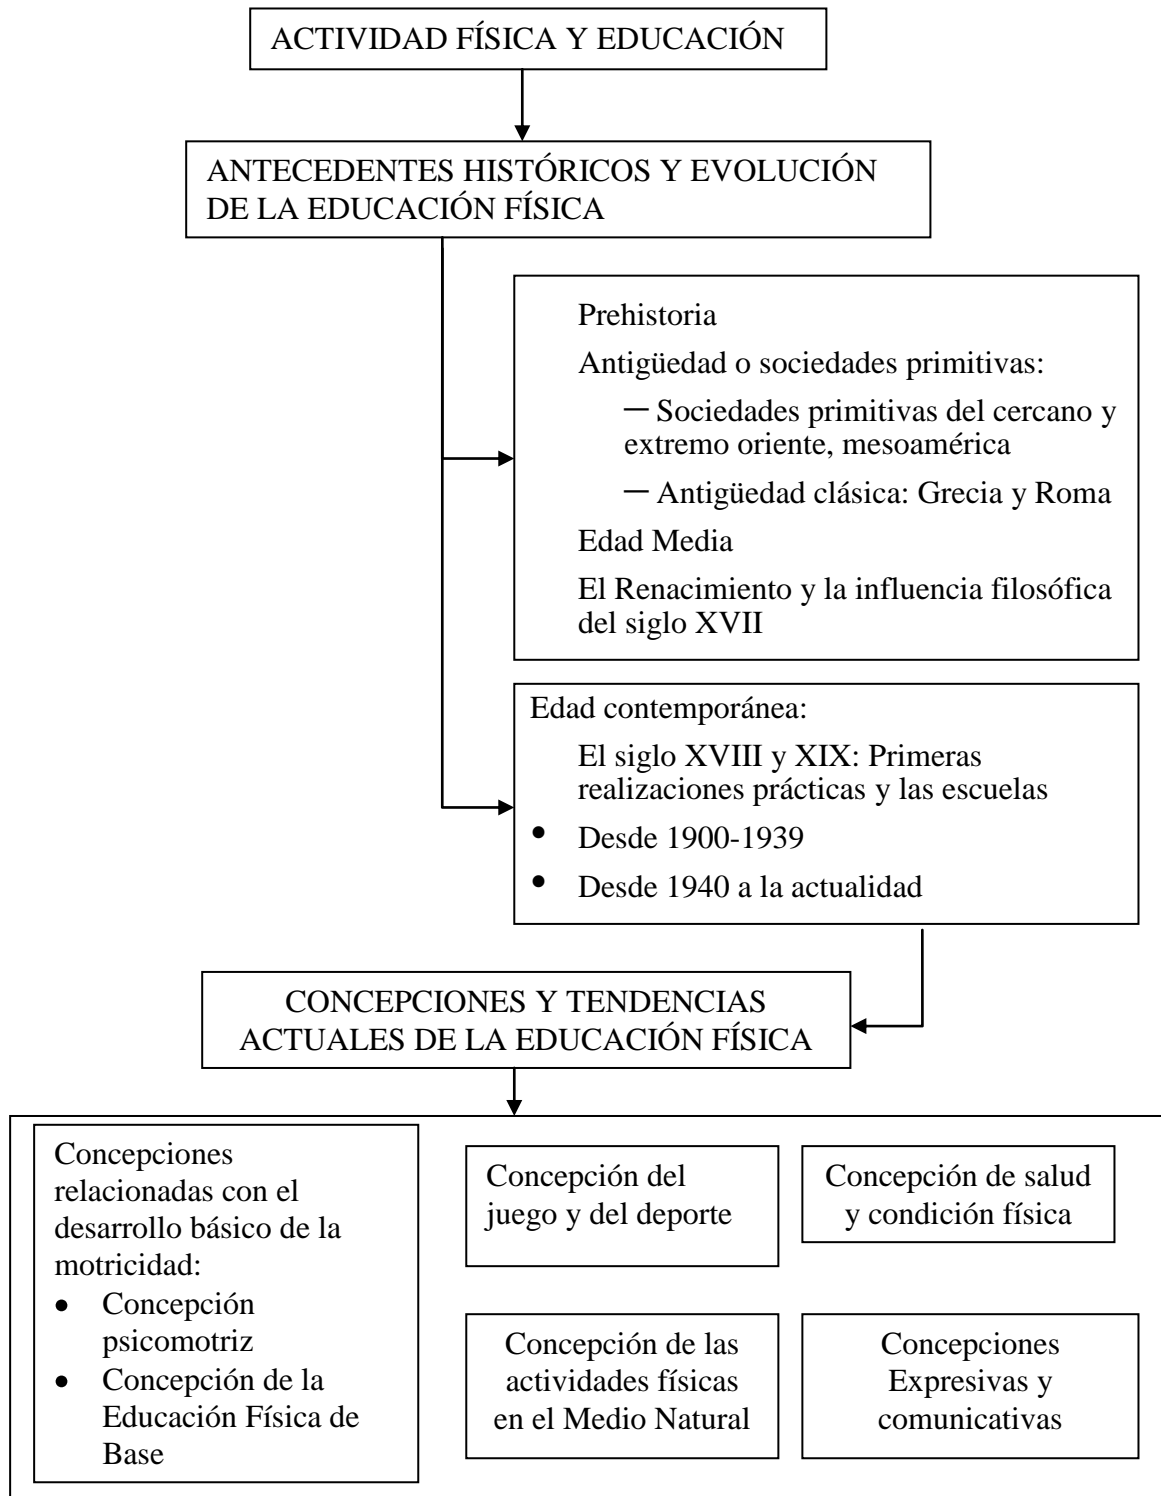 ACTIVIDAD FÍSICA Y EDUCACIÓN
ANTECEDENTES HISTÓRICOS Y EVOLUCIÓN
DE LA EDUCACIÓN FÍSICA
Prehistoria
Antigüedad o sociedades primitivas:
— Sociedades primitivas del cercano y
extremo oriente, mesoamérica
— Antigüedad clásica: Grecia y Roma
Edad Media
El Renacimiento y la influencia filosófica
del siglo XVII
Edad contemporánea:
El siglo XVIII y XIX: Primeras
realizaciones prácticas y las escuelas
• Desde 1900-1939
• Desde 1940 a la actualidad
CONCEPCIONES Y TENDENCIAS
ACTUALES DE LA EDUCACIÓN FÍSICA
Concepciones
relacionadas con el
desarrollo básico de la
motricidad:
• Concepción
psicomotriz
• Concepción de la
Educación Física de
Base
Concepción del
juego y del deporte
Concepción de salud
y condición física
Concepción de las
actividades físicas
en el Medio Natural
Concepciones
Expresivas y
comunicativas